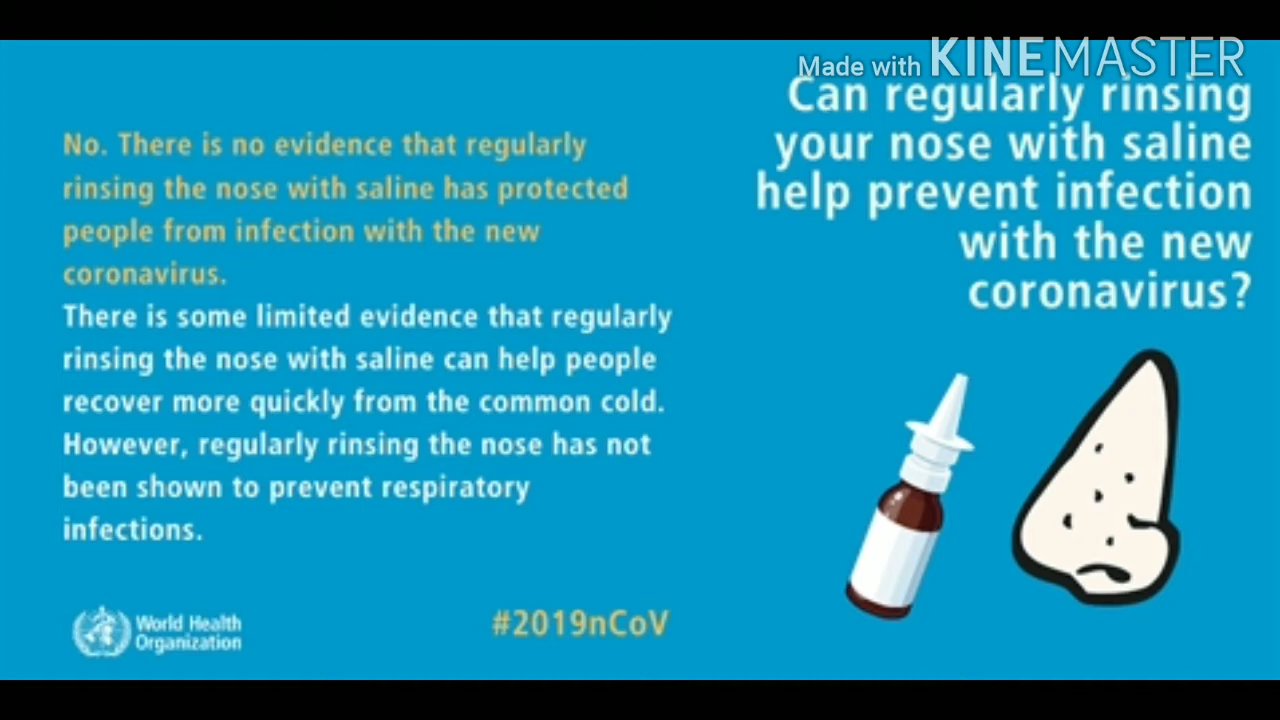 Made with KINEMASTER
Can regularly rinsing
your nose with saline
help prevent infection
with the new
coronavirus?
No. There is no evidence that regularly
rinsing the nose with saline has protected
people from infection with the new
coronavirus.
There is some limited evidence that regularly
rinsing the nose with saline can help people
recover more quickly from the common cold.
However, regularly rinsing the nose has not
been shown to prevent respiratory
infections.
World Health
Organization
#2019nCoV